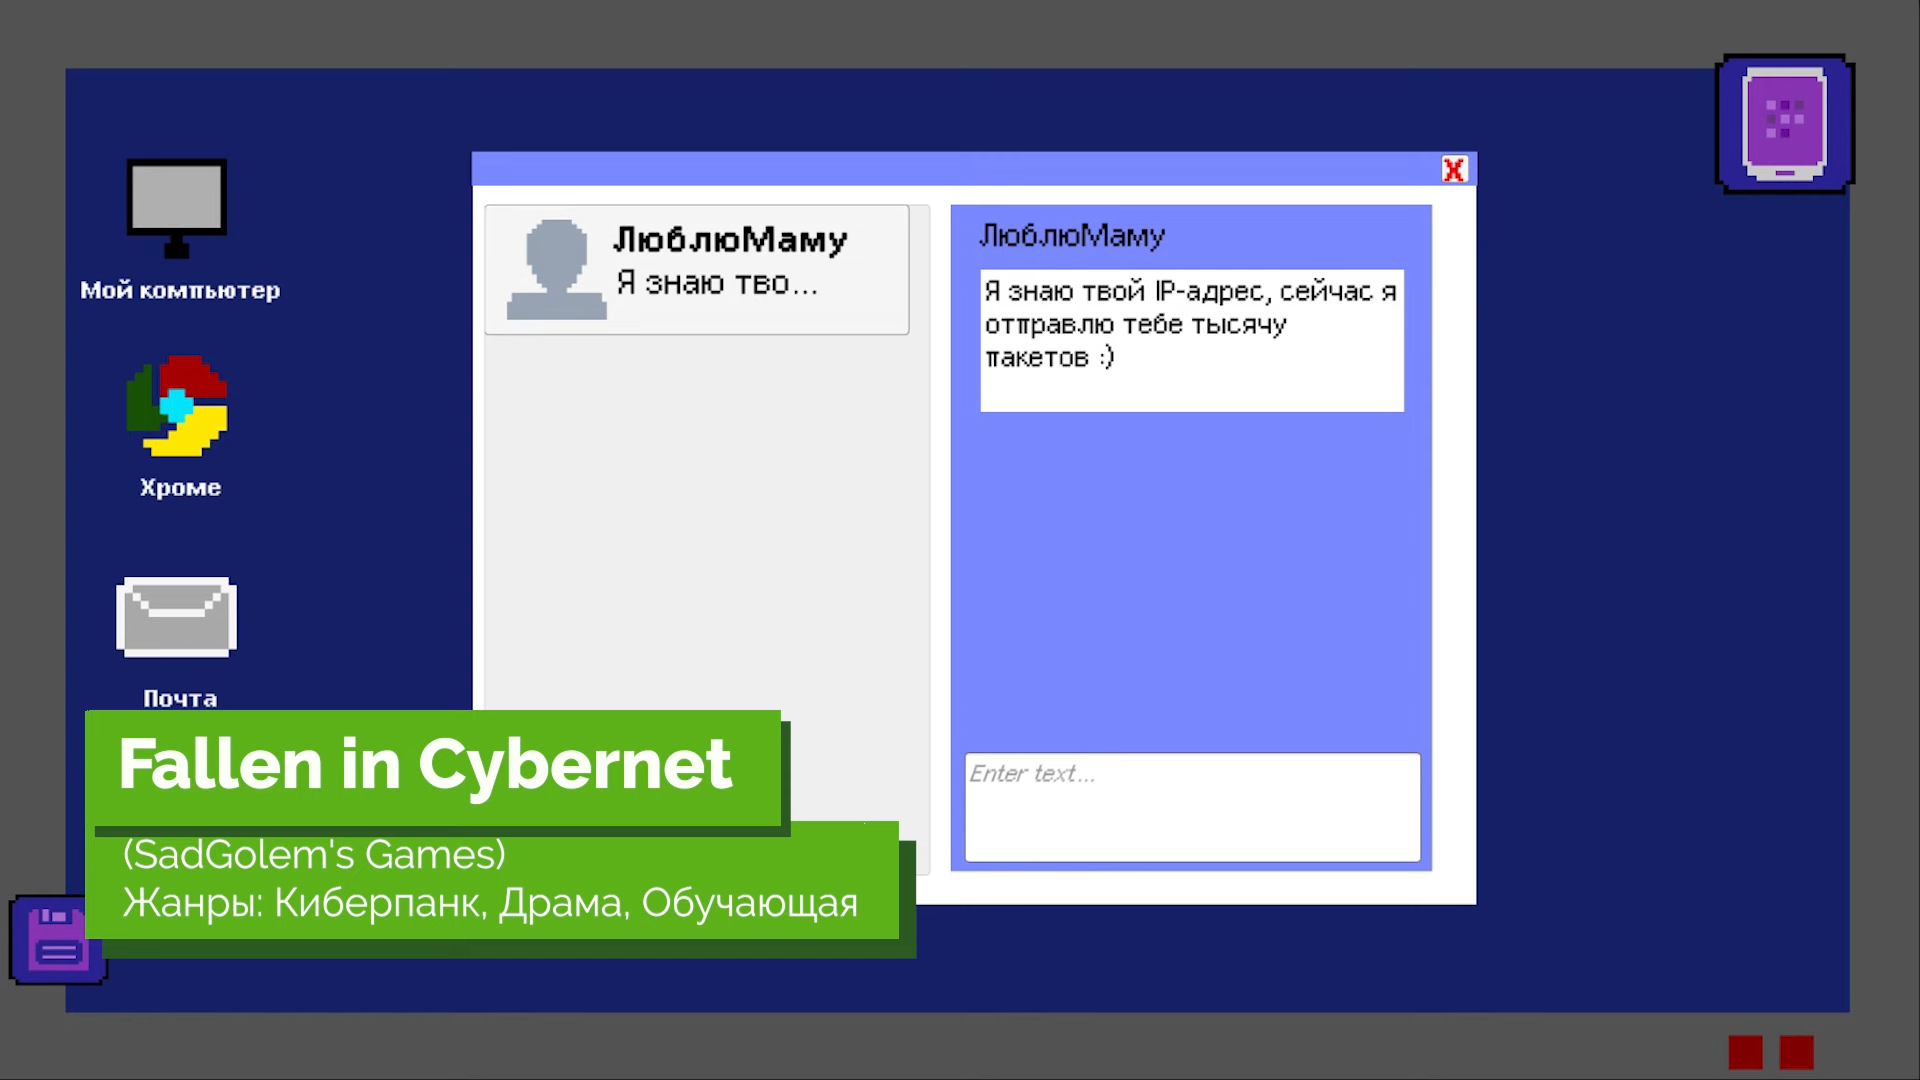 Мой компьютер
Хроме
Почта
X
ЛюблюМаму
Я знаю тво...
ЛюблюМаму
Я знаю твой IP-адрес, сейчас я
отправлю тебе тысячу
пакетов :)
Enter text...
Fallen in Cybernet
(SadGolem's Games)
Жанры: Киберпанк, Драма, Обучающая